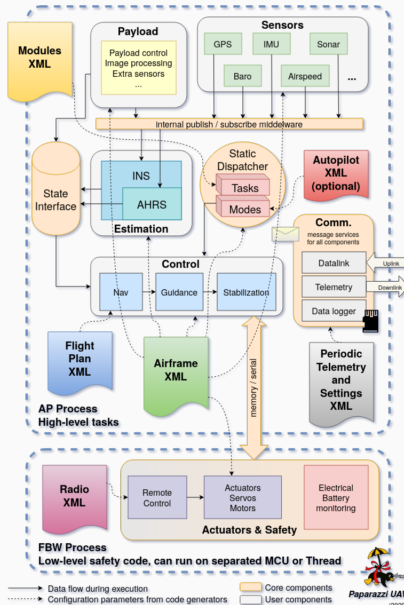 Payload
Sensors
Modules
XML
Payload control
Image processing
Extra sensors
...
GPS
IMU
Sonar
Baro
Airspeed
...
internal publish / subscribe middleware
State
Interface
INS
AHRS
Estimation
Static
Dispatcher
Tasks
Modes
Autopilot
XML
(optional)
Comm.
message services
for all components
Datalink
Telemetry
Data logger
Uplink
Downlink
Control
Nav
Guidance
Stabilization
Flight
Plan
XML
Airframe
XML
memory / serial
Periodic
Telemetry
and
Settings
XML
AP Process
High-level tasks
Radio
XML
Remote
Control
Actuators
Servos
Motors
Electrical
Battery
monitoring
Actuators & Safety
FBW Process
Low-level safety code, can run on separated MCU or Thread
Data flow during execution
Configuration parameters from code generators
Core components
User components
Paparazzi UAV